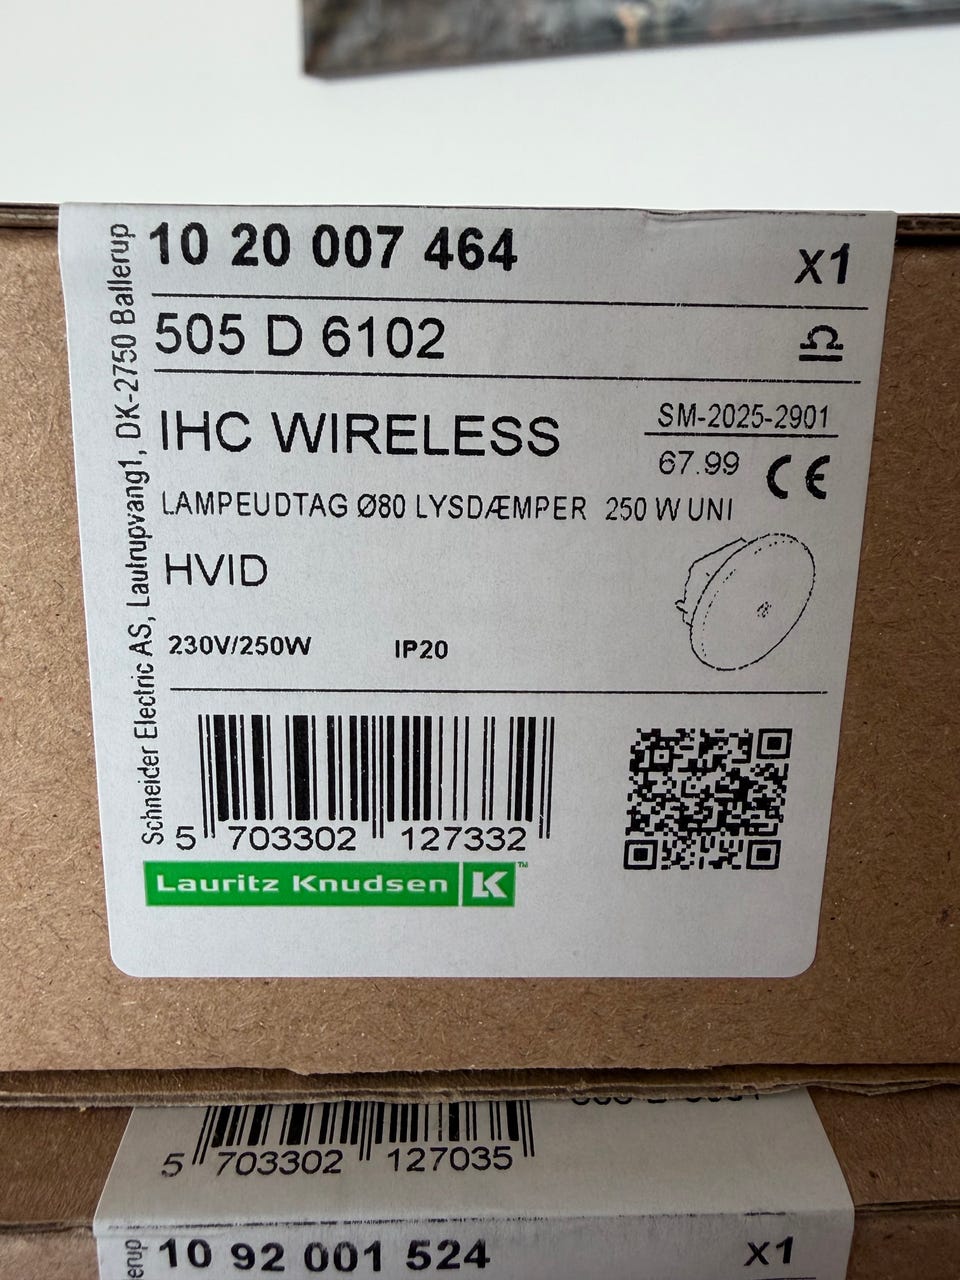 10 20 007 464 x1
505 D 6102
IHC WIRELESS
SM-2025-2901
67.99 CE
LAMPEUDTAG Ø80 LYSDÆMPER 250 W UNI
HVID
230V/250W IP20
5 703302 127332
Lauritz Knudsen LK™
Schneider Electric AS, Lautrupvang1, DK-2750 Ballerup
5 703302 127035
10 92 001 524 x1
erup